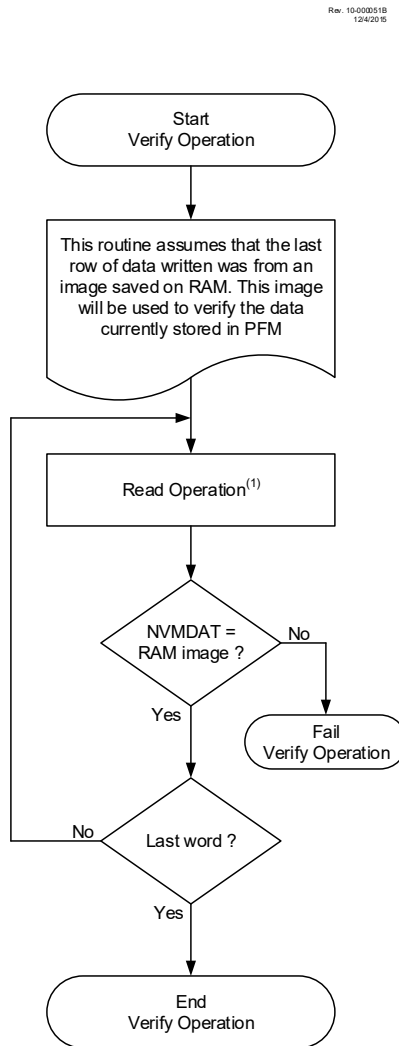 Rev. 10-000051B
12/4/2015
Start
Verify Operation
This routine assumes that the last
row of data written was from an
image saved on RAM. This image
will be used to verify the data
currently stored in PFM
Read Operation(1)
NVMDAT =
RAM image ?
No
Yes
Fail
Verify Operation
No
Last word ?
Yes
End
Verify Operation